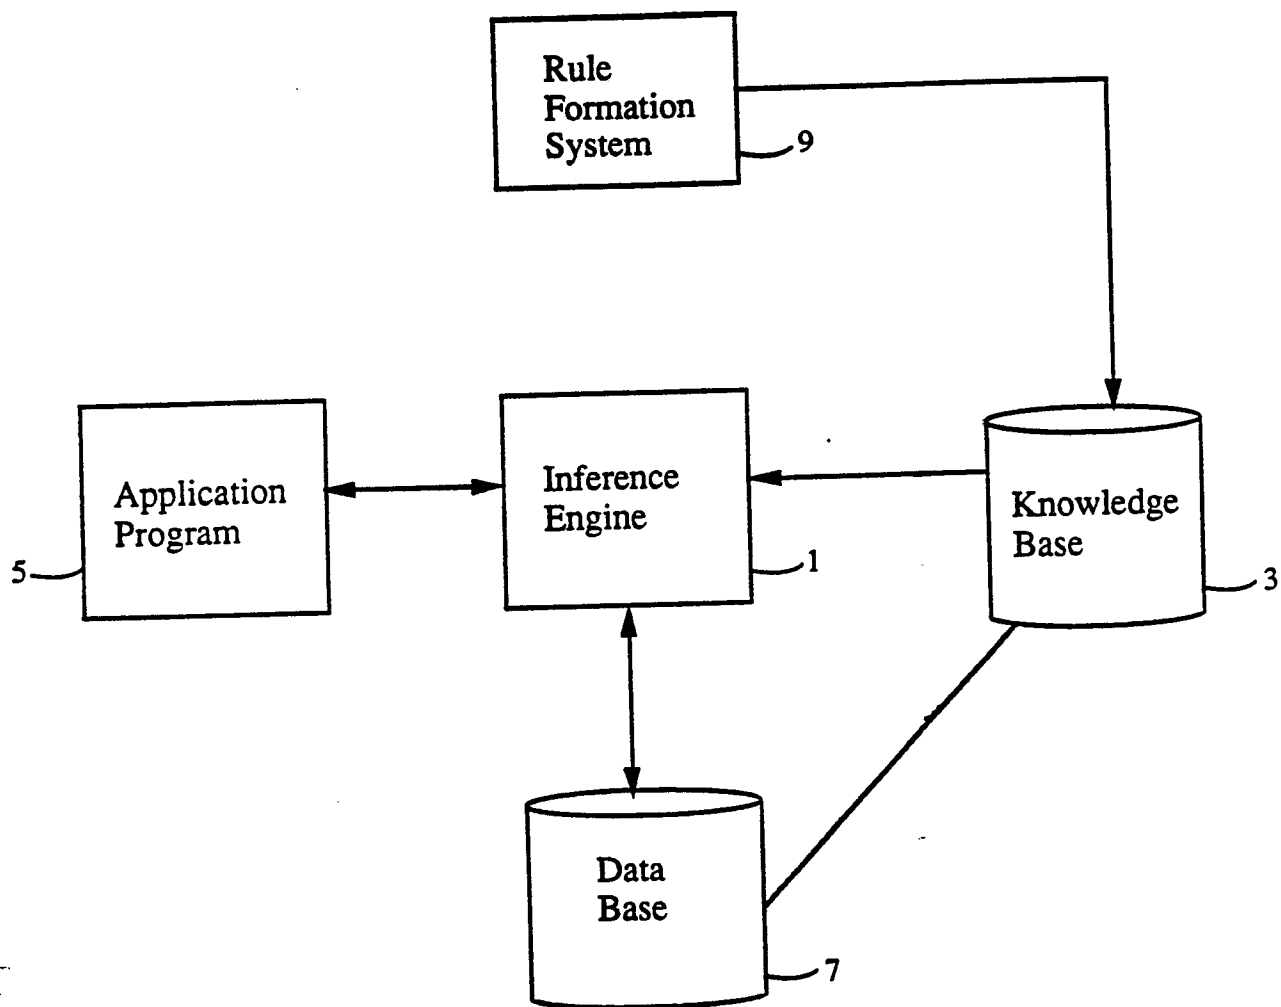 Rule
Formation
System
9
Application
Program
5
Inference
Engine
1
Knowledge
Base
3
Data
Base
7